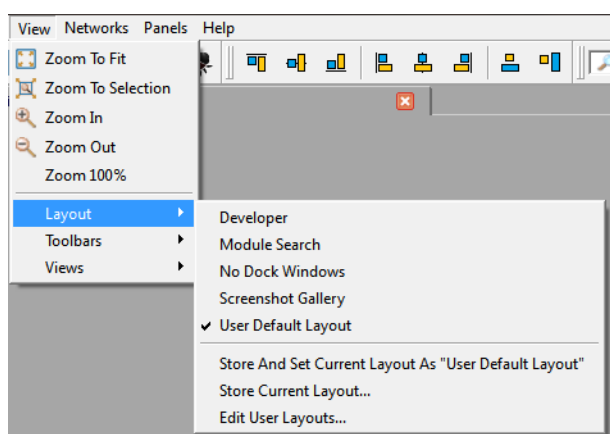 View Networks Panels Help
Zoom To Fit
Zoom To Selection
Zoom In
Zoom Out
Zoom 100%
Layout
Toolbars
Views
Developer
Module Search
No Dock Windows
Screenshot Gallery
User Default Layout
Store And Set Current Layout As "User Default Layout"
Store Current Layout...
Edit User Layouts...